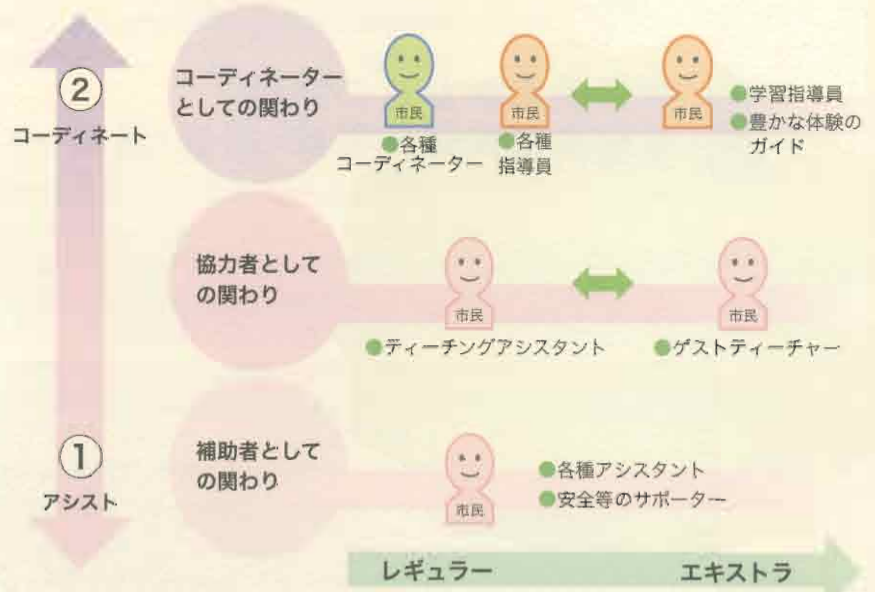 ②
コーディネート
コーディネーター
としての関わり
市民
●各種
コーディネーター
市民
●各種
指導員
市民
●学習指導員
●豊かな体験の
ガイド
協力者として
の関わり
市民
●ティーチングアシスタント
市民
●ゲストティーチャー
①
アシスト
補助者として
の関わり
市民
●各種アシスタント
●安全等のサポーター
レギュラー
エキストラ